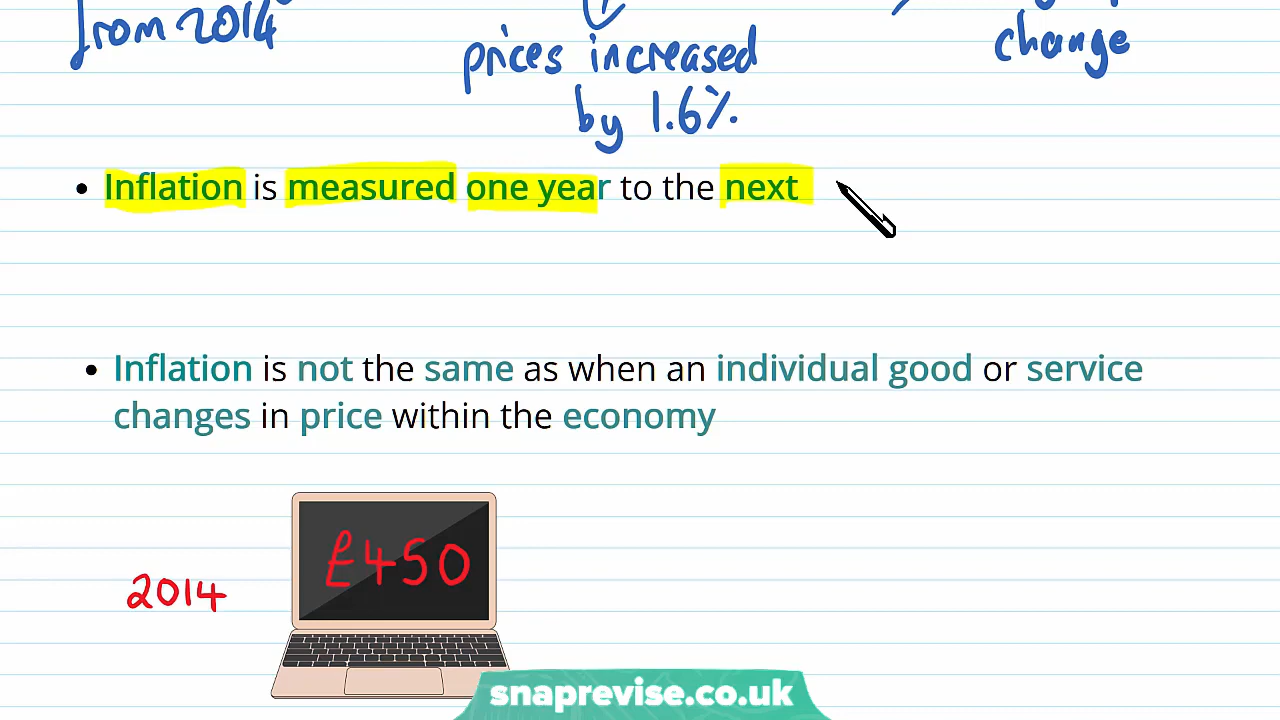 from 2014
change
prices increased
by 1.6%
• Inflation is measured one year to the next
• Inflation is not the same as when an individual good or service
changes in price within the economy
£450
2014
snaprevise.co.uk